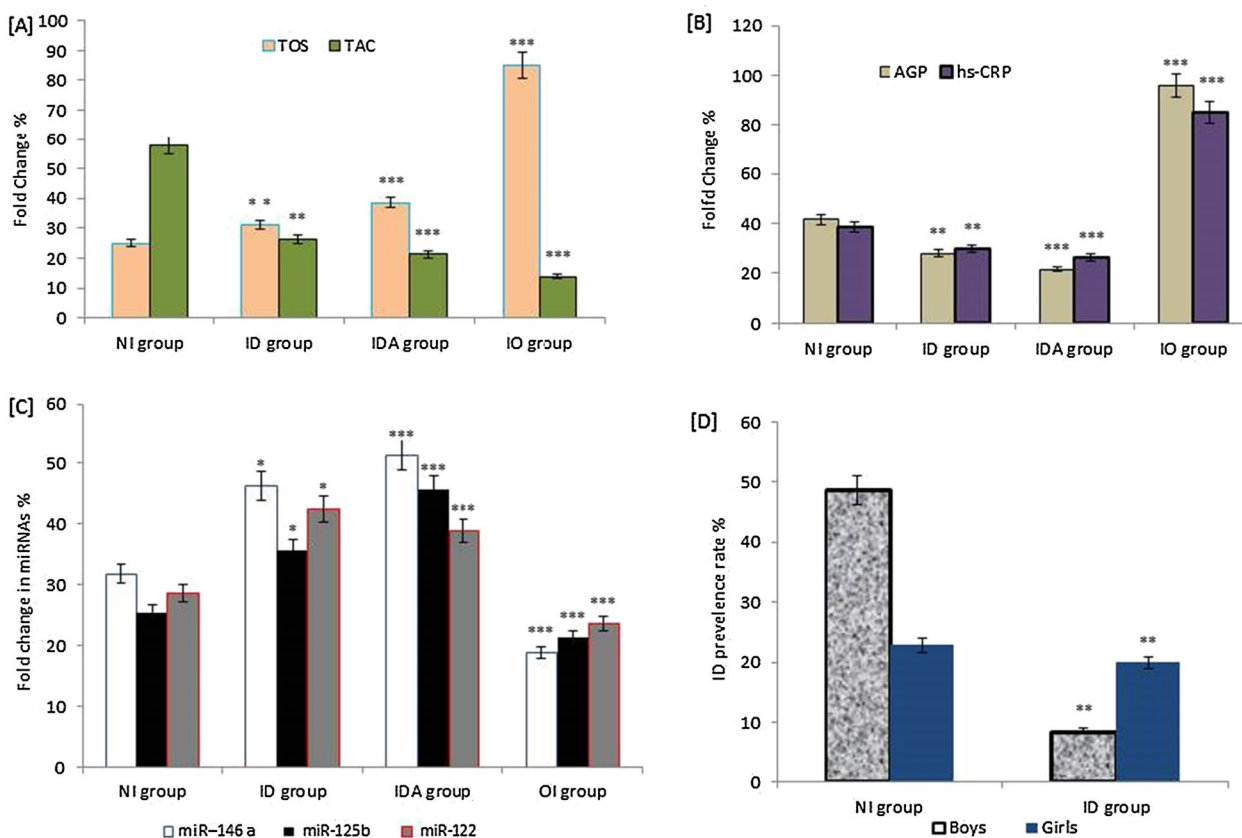 [A]
Fold Change %
100
90
80
70
60
50
40
30
20
10
0
TOS TAC
* * **
*** ***
*** ***
NI group ID group IDA group IO group
[B]
Folfd Change %
120
100
80
60
40
20
0
AGP hs-CRP
** **
*** ***
*** ***
NI group ID group IDA group IO group
[C]
Fold change in miRNAs %
60
50
40
30
20
10
0
* * *
*** *** ***
*** *** ***
NI group ID group IDA group OI group
miR–146 a miR-125b miR-122
[D]
ID prevelence rate %
60
50
40
30
20
10
0
** **
NI group ID group
Boys Girls